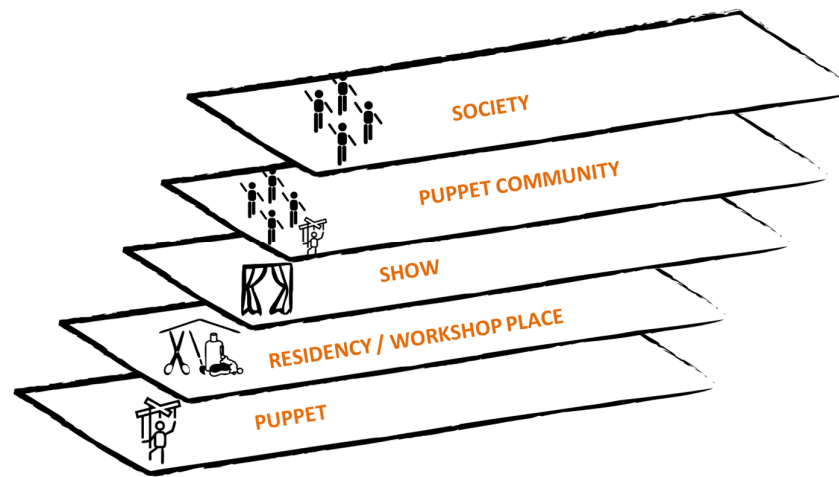 SOCIETY
PUPPET COMMUNITY
SHOW
RESIDENCY / WORKSHOP PLACE
PUPPET